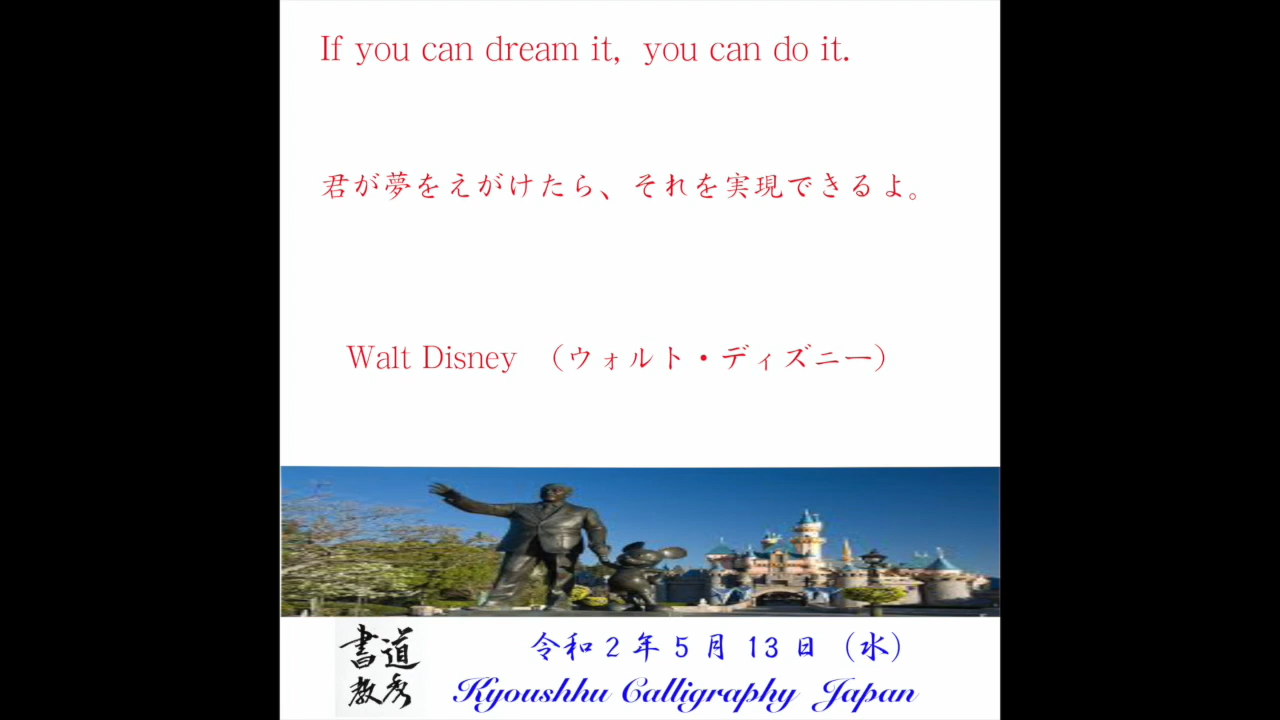 If you can dream it, you can do it.
君が夢をえがけたら、それを実現できるよ。
Walt Disney （ウォルト・ディズニー）
書道
教秀
令和２年５月13日（水）
Kyoushhu Calligraphy Japan